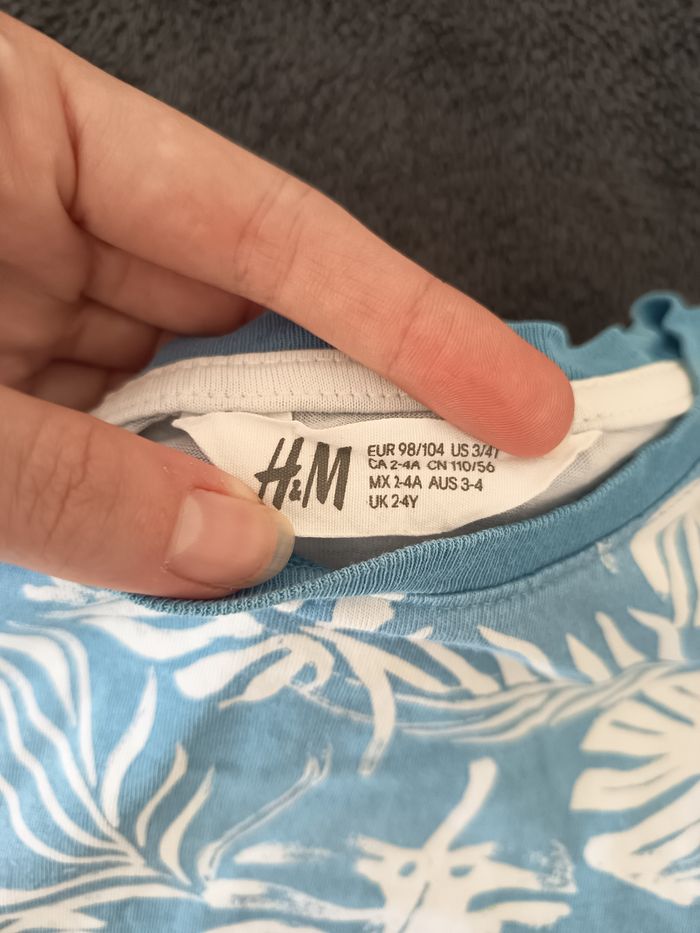 H&M
EUR 98/104 US 3/4T
CA 2-4A CN 110/56
MX 2-4A AUS 3-4
UK 2-4Y